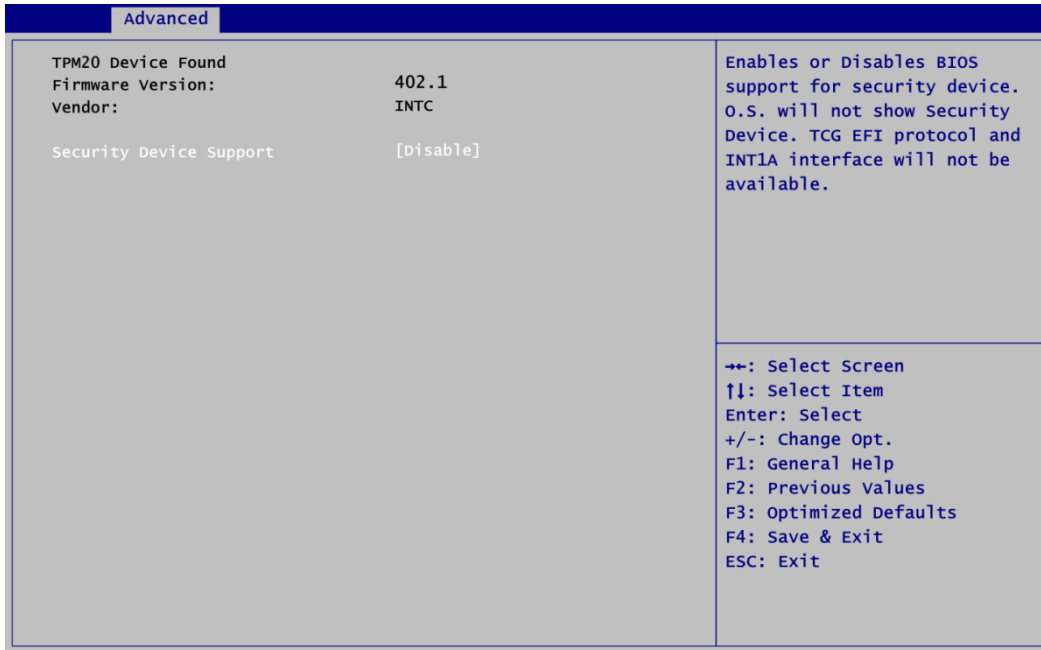 Advanced
TPM20 Device Found
Firmware Version: 402.1
Vendor: INTC
Security Device Support [Disable]
Enables or Disables BIOS
support for security device.
O.S. will not show Security
Device. TCG EFI protocol and
INT1A interface will not be
available.
→←: Select Screen
↑↓: Select Item
Enter: Select
+/-: Change Opt.
F1: General Help
F2: Previous Values
F3: Optimized Defaults
F4: Save & Exit
ESC: Exit